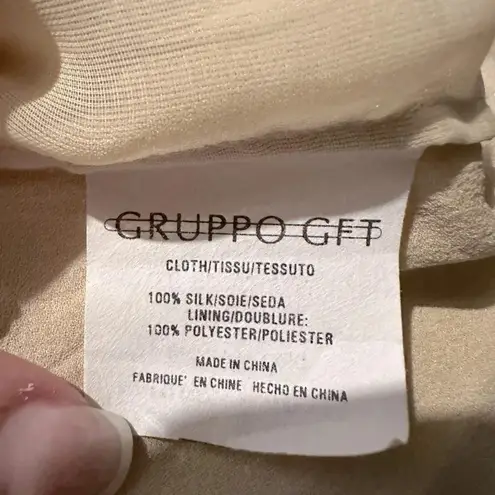 GRUPPO GFT
CLOTH/TISSU/TESSUTO
100% SILK/SOIE/SEDA
LINING/DOUBLURE:
100% POLYESTER/POLIESTER
MADE IN CHINA
FABRIQUE' EN CHINE HECHO EN CHINA